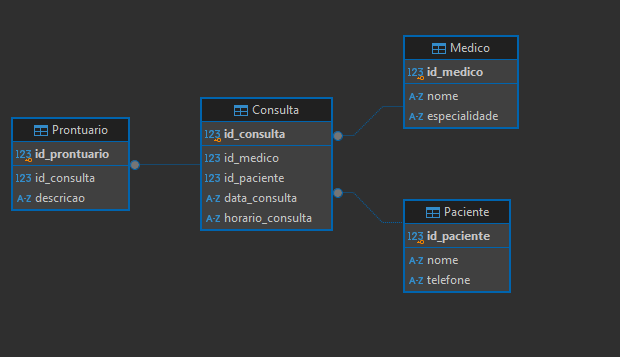 Prontuario
123 id_prontuario
123 id_consulta
A-Z descricao
Consulta
123 id_consulta
123 id_medico
123 id_paciente
A-Z data_consulta
A-Z horario_consulta
Medico
123 id_medico
A-Z nome
A-Z especialidade
Paciente
123 id_paciente
A-Z nome
A-Z telefone